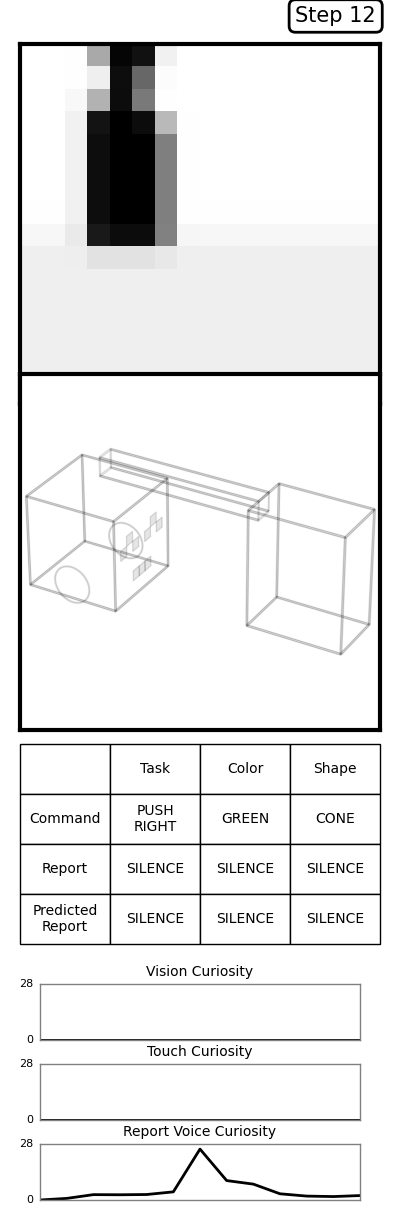 Step 12
Task Color Shape
Command PUSH RIGHT GREEN CONE
Report SILENCE SILENCE SILENCE
Predicted Report SILENCE SILENCE SILENCE
Vision Curiosity
28
0
Touch Curiosity
28
0
Report Voice Curiosity
28
0